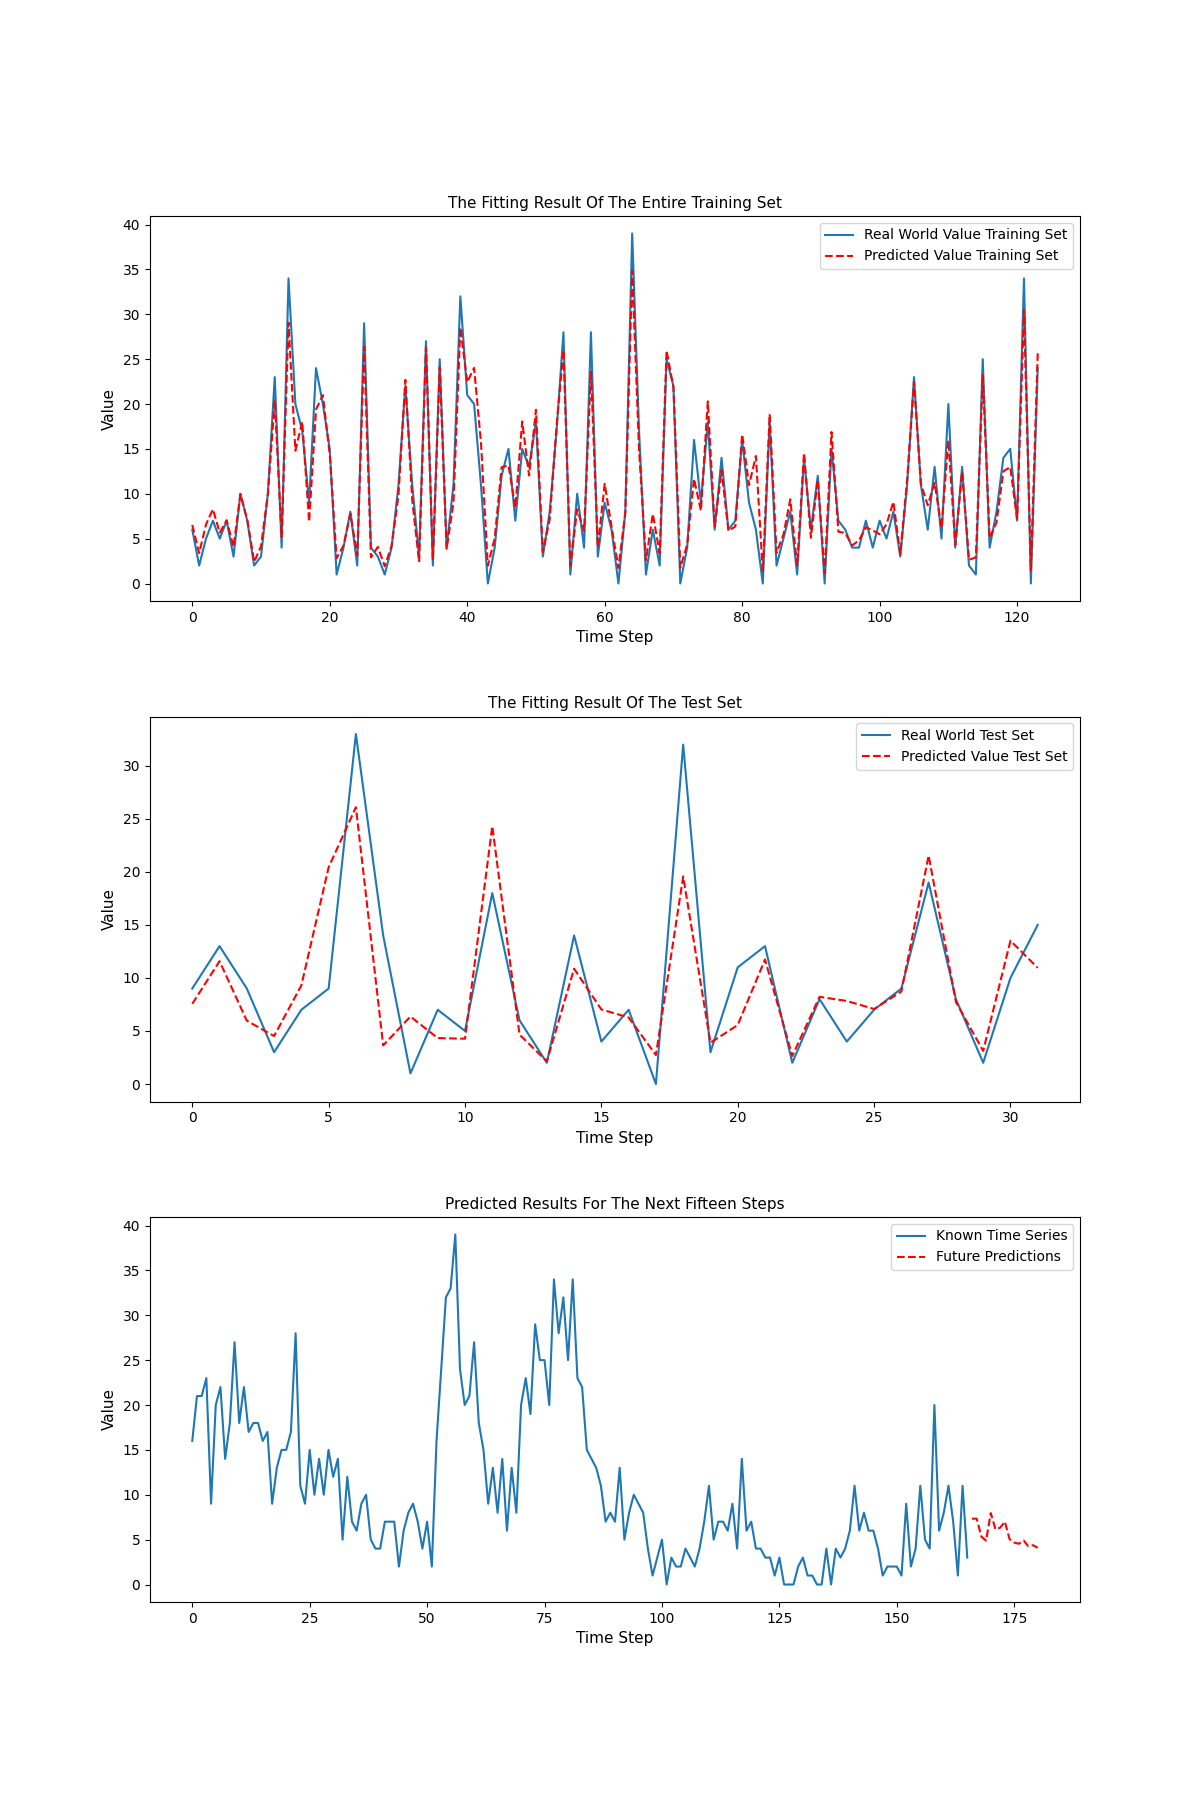 The Fitting Result Of The Entire Training Set
40
35
30
25
20
15
10
5
0
Value
Real World Value Training Set
Predicted Value Training Set
0 20 40 60 80 100 120
Time Step
The Fitting Result Of The Test Set
30
25
20
15
10
5
0
Value
Real World Test Set
Predicted Value Test Set
0 5 10 15 20 25 30
Time Step
Predicted Results For The Next Fifteen Steps
40
35
30
25
20
15
10
5
0
Value
Known Time Series
Future Predictions
0 25 50 75 100 125 150 175
Time Step